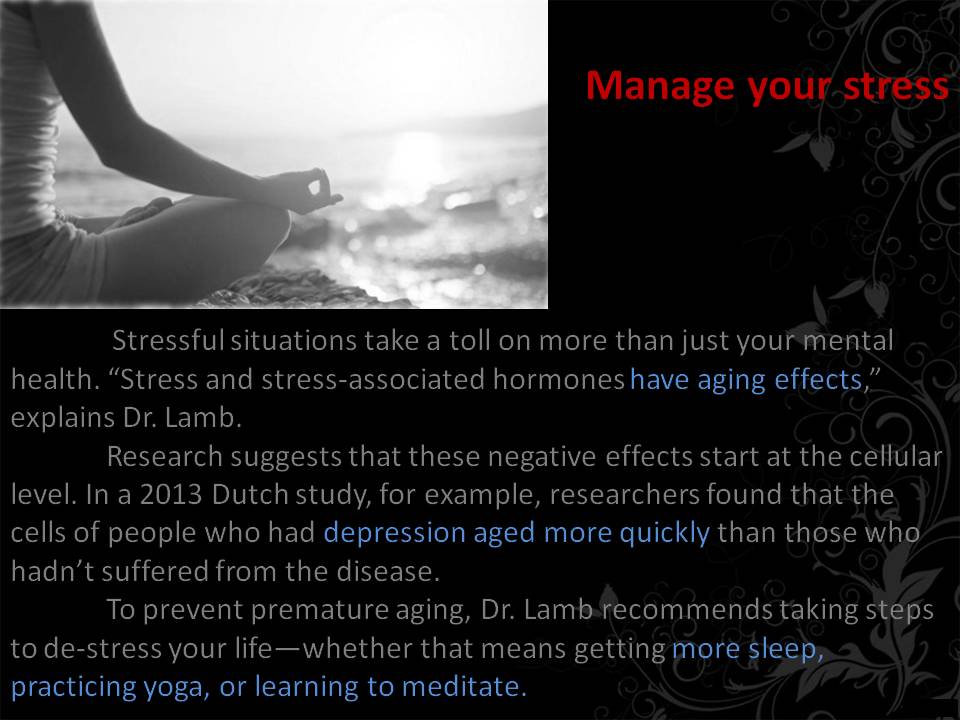 Manage your stress
Stressful situations take a toll on more than just your mental
health. “Stress and stress-associated hormones have aging effects,”
explains Dr. Lamb.
Research suggests that these negative effects start at the cellular
level. In a 2013 Dutch study, for example, researchers found that the
cells of people who had depression aged more quickly than those who
hadn’t suffered from the disease.
To prevent premature aging, Dr. Lamb recommends taking steps
to de-stress your life—whether that means getting more sleep,
practicing yoga, or learning to meditate.